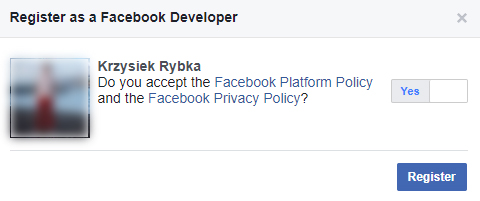 Register as a Facebook Developer
Krzysiek Rybka
Do you accept the Facebook Platform Policy
and the Facebook Privacy Policy?
Yes
Register